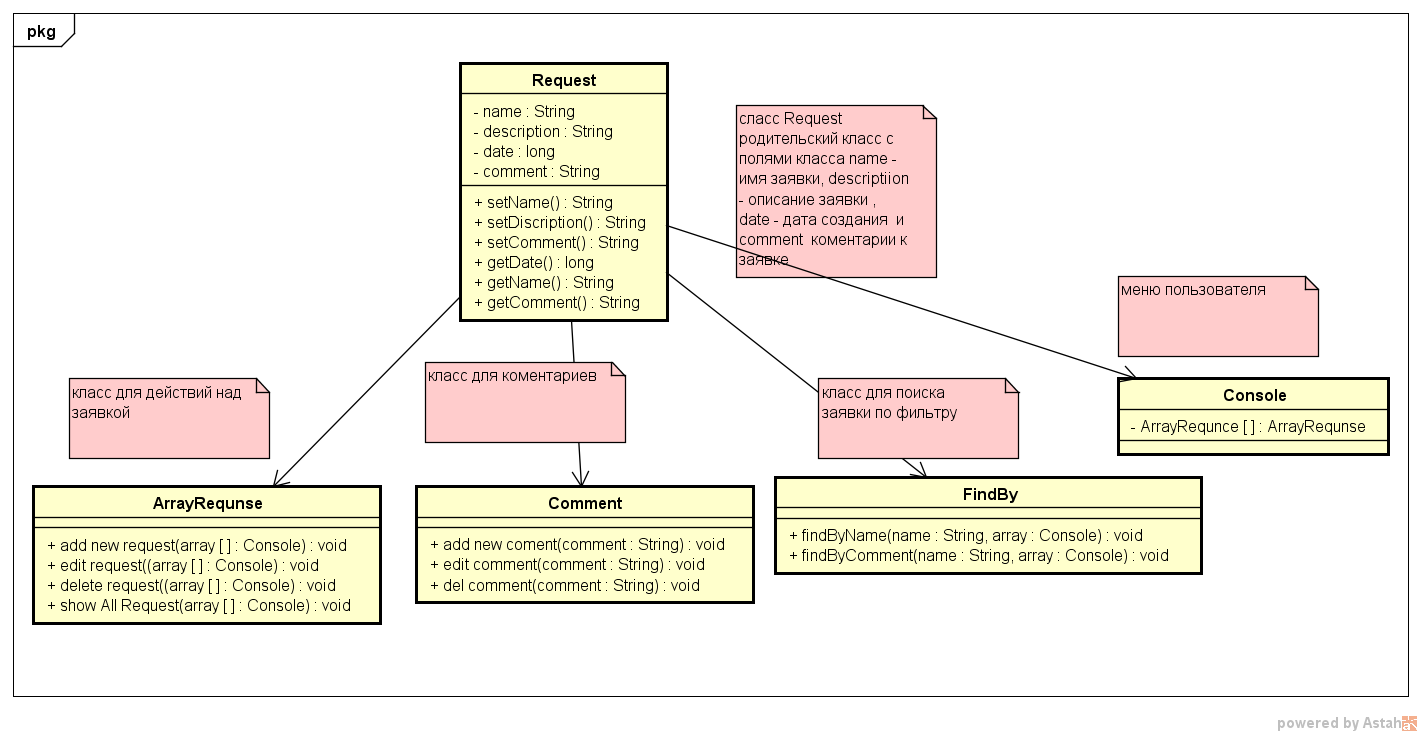 pkg
Request
- name : String
- description : String
- date : long
- comment : String
+ setName() : String
+ setDiscription() : String
+ setComment() : String
+ getDate() : long
+ getName() : String
+ getComment() : String
сласс Request
родительский класс с
полями класса name -
имя заявки, descriptiion
- описание заявки ,
date - дата создания и
comment коментарии к
заявке
меню пользователя
класс для действий над
заявкой
класс для коментариев
класс для поиска
заявки по фильтру
Console
- ArrayRequnce [ ] : ArrayRequnse
ArrayRequnse
+ add new request(array [ ] : Console) : void
+ edit request((array [ ] : Console) : void
+ delete request((array [ ] : Console) : void
+ show All Request(array [ ] : Console) : void
Comment
+ add new coment(comment : String) : void
+ edit comment(comment : String) : void
+ del comment(comment : String) : void
FindBy
+ findByName(name : String, array : Console) : void
+ findByComment(name : String, array : Console) : void
powered by Astah